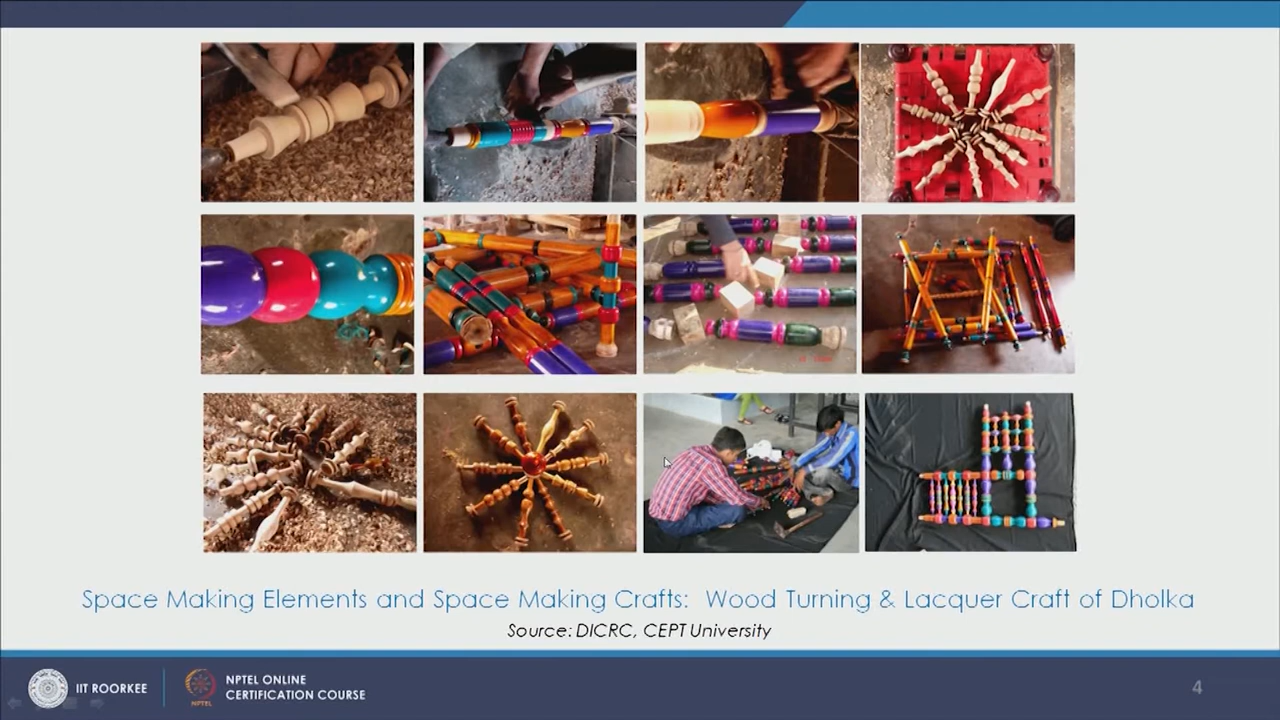 Space Making Elements and Space Making Crafts: Wood Turning & Lacquer Craft of Dholka
Source: DICRC, CEPT University
IIT ROORKEE
NPTEL
NPTEL ONLINE
CERTIFICATION COURSE
4